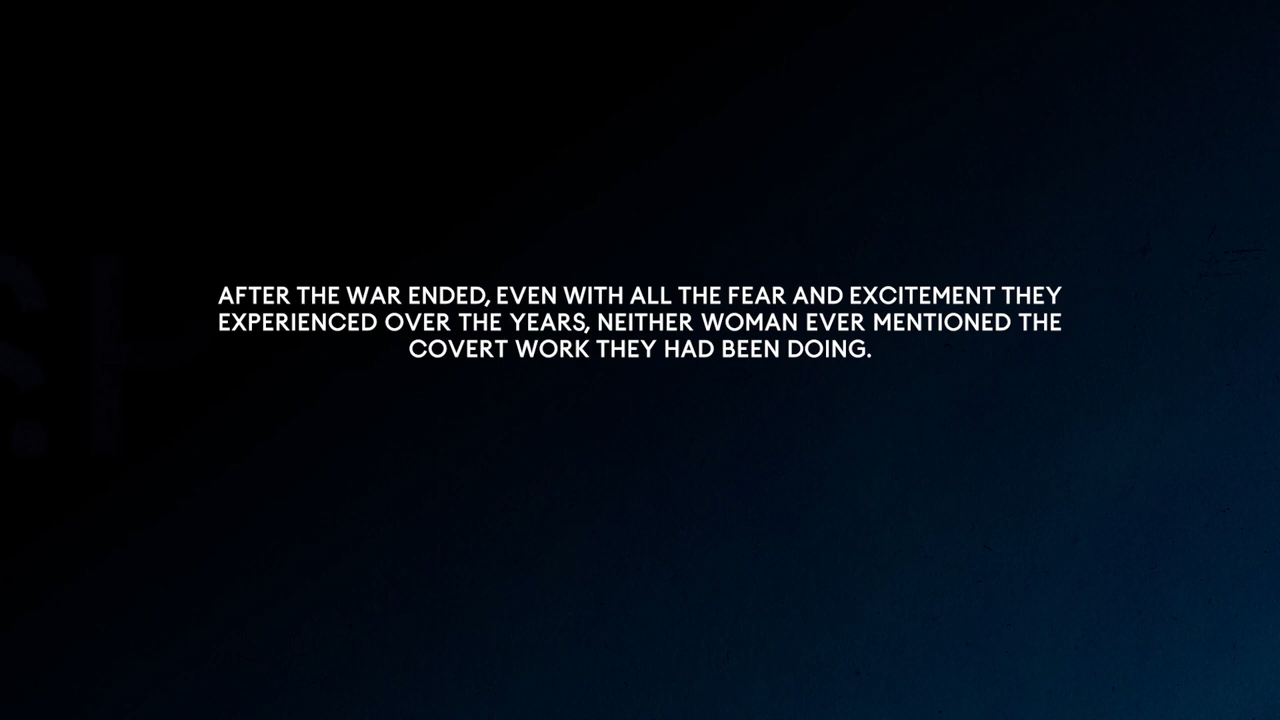 AFTER THE WAR ENDED, EVEN WITH ALL THE FEAR AND EXCITEMENT THEY
EXPERIENCED OVER THE YEARS, NEITHER WOMAN EVER MENTIONED THE
COVERT WORK THEY HAD BEEN DOING.